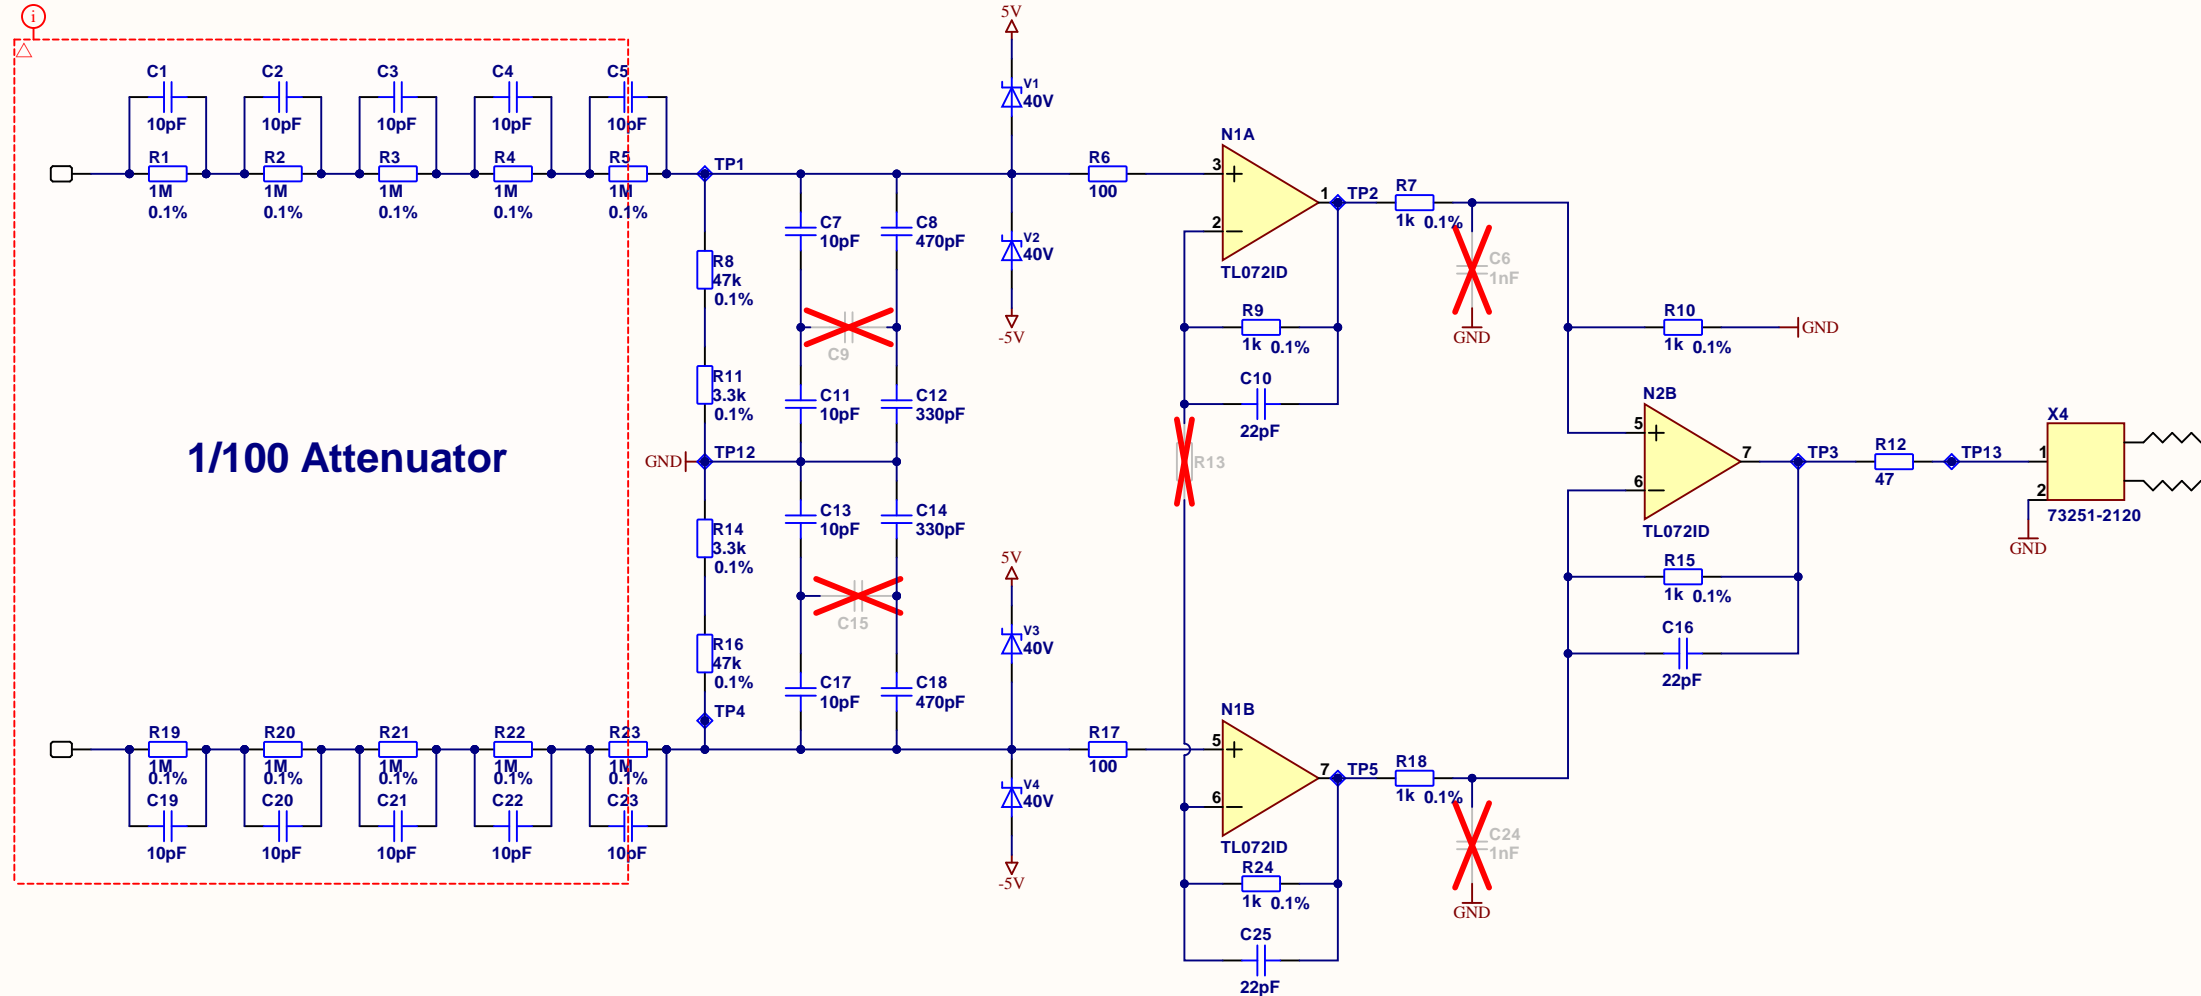 i
5V
C1
C2
C3
C4
C5
10pF
10pF
10pF
10pF
10pF
R1
R2
R3
R4
R5
1M
1M
1M
1M
1M
0.1%
0.1%
0.1%
0.1%
0.1%
TP1
V1
40V
R6
100
N1A
3
2
1
TL072ID
TP2
R7
1k 0.1%
C7
10pF
C8
470pF
V2
40V
-5V
C6
1nF
GND
R8
47k
0.1%
C9
R9
1k 0.1%
R10
1k 0.1%
GND
R11
3.3k
0.1%
C11
10pF
C12
330pF
C10
22pF
1/100 Attenuator
GND
TP12
R13
N2B
5
6
7
TL072ID
TP3
R12
47
TP13
X4
1
2
73251-2120
GND
C13
10pF
C14
330pF
R14
3.3k
0.1%
5V
C15
R15
1k 0.1%
C16
22pF
R16
47k
0.1%
V3
40V
C17
10pF
C18
470pF
TP4
R19
R20
R21
R22
R23
1M
1M
1M
1M
1M
0.1%
0.1%
0.1%
0.1%
0.1%
C19
C20
C21
C22
C23
10pF
10pF
10pF
10pF
10pF
R17
100
N1B
5
6
7
TL072ID
TP5
R18
1k 0.1%
V4
40V
-5V
C24
1nF
GND
R24
1k 0.1%
C25
22pF